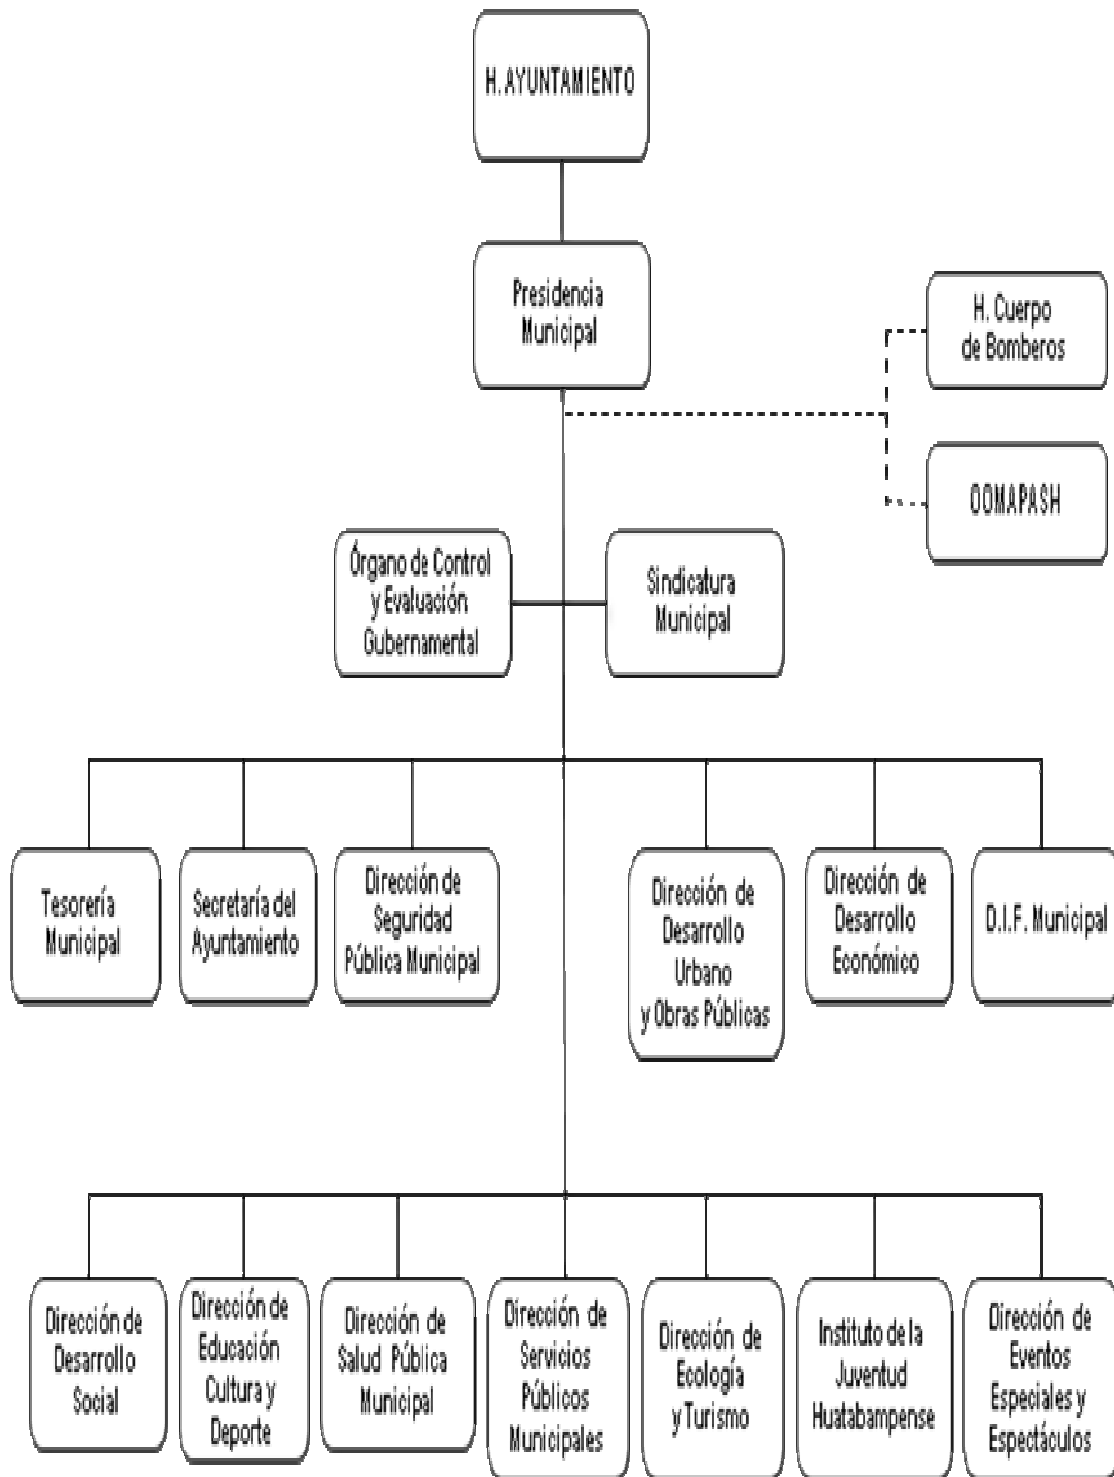 H. AYUNTAMIENTO
Presidencia
Municipal
H. Cuerpo
de Bomberos
OOMAPASH
Órgano de Control
y Evaluación
Gubernamental
Sindicatura
Municipal
Tesorería
Municipal
Secretaría del
Ayuntamiento
Dirección de
Seguridad
Pública Municipal
Dirección de
Desarrollo
Urbano
y Obras Públicas
Dirección de
Desarrollo
Económico
D.I.F. Municipal
Dirección de
Desarrollo
Social
Dirección de
Educación
Cultura y
Deporte
Dirección de
Salud Pública
Municipal
Dirección de
Servicios
Públicos
Municipales
Dirección de
Ecología
y Turismo
Instituto de la
Juventud
Huatabampense
Dirección de
Eventos
Especiales y
Espectáculos